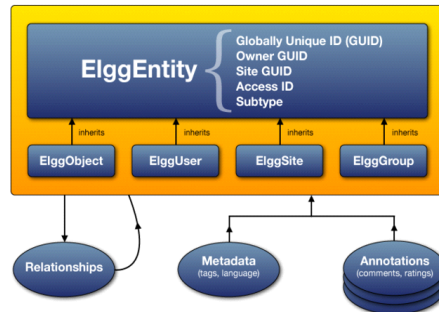 ElggEntity
Globally Unique ID (GUID)
Owner GUID
Site GUID
Access ID
Subtype
inherits
inherits
inherits
inherits
ElggObject
ElggUser
ElggSite
ElggGroup
Relationships
Metadata
(tags, language)
Annotations
(comments, ratings)